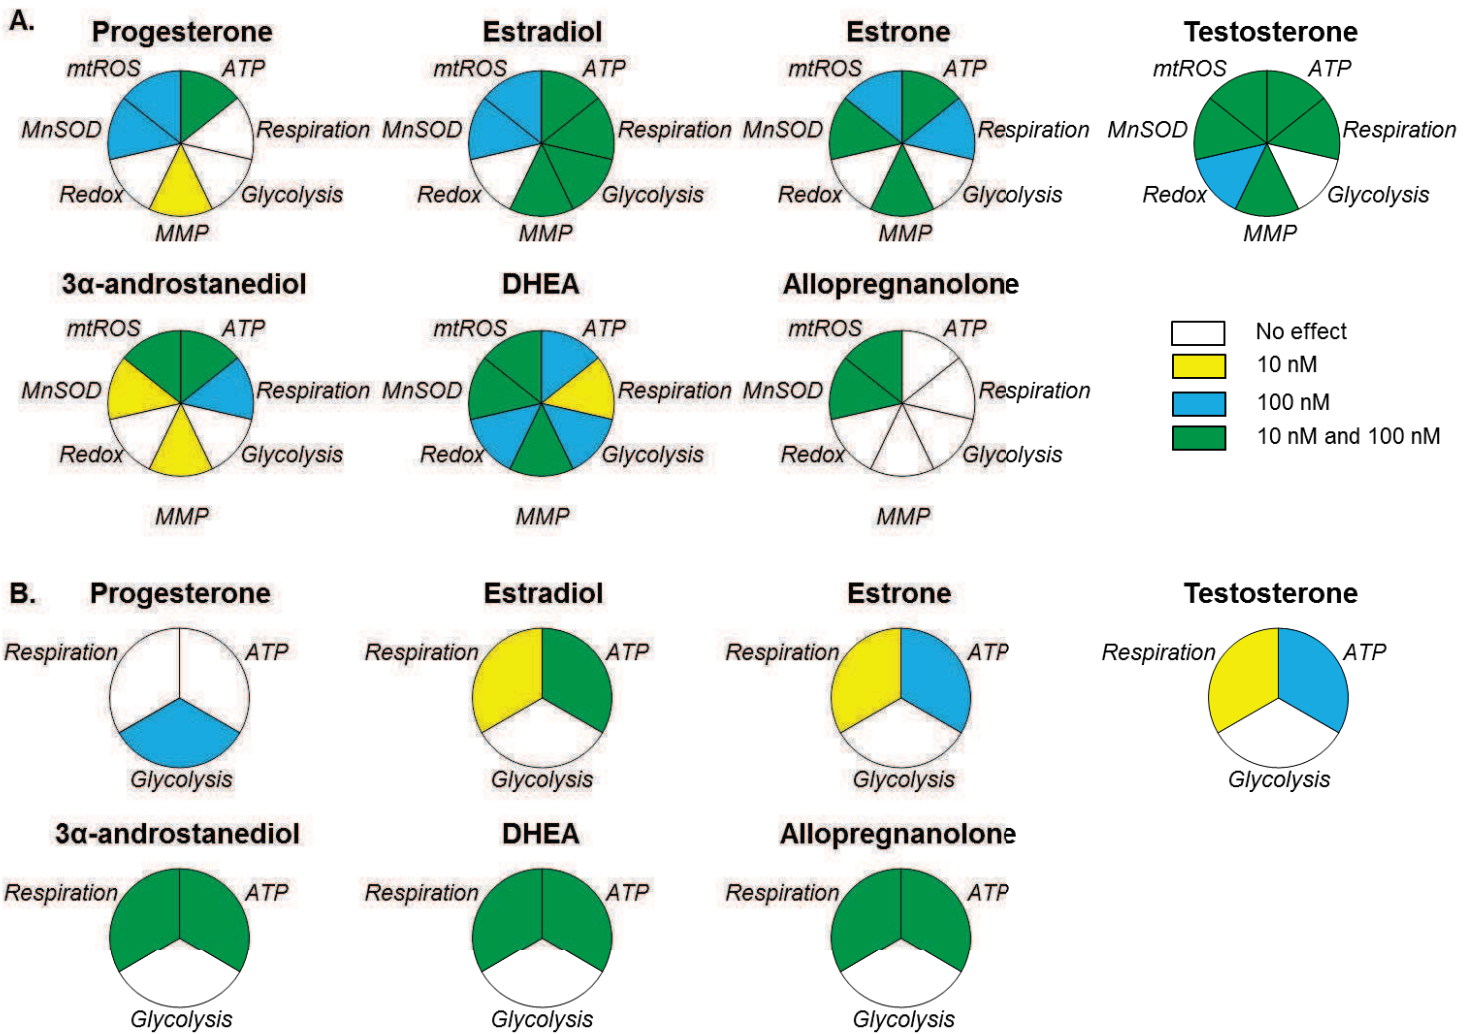 A.
Progesterone
Estradiol
Estrone
Testosterone
mtROS
ATP
mtROS
ATP
mtROS
ATP
mtROS
ATP
MnSOD
Respiration
MnSOD
Respiration
MnSOD
Respiration
MnSOD
Respiration
Redox
Glycolysis
Redox
Glycolysis
Redox
Glycolysis
Redox
Glycolysis
MMP
MMP
MMP
MMP
3α-androstanediol
DHEA
Allopregnanolone
mtROS
ATP
mtROS
ATP
mtROS
ATP
No effect
10 nM
100 nM
10 nM and 100 nM
MnSOD
Respiration
MnSOD
Respiration
MnSOD
Respiration
Redox
Glycolysis
Redox
Glycolysis
Redox
Glycolysis
MMP
MMP
MMP
B.
Progesterone
Estradiol
Estrone
Testosterone
Respiration
ATP
Respiration
ATP
Respiration
ATP
Respiration
ATP
Glycolysis
Glycolysis
Glycolysis
Glycolysis
3α-androstanediol
DHEA
Allopregnanolone
Respiration
ATP
Respiration
ATP
Respiration
ATP
Glycolysis
Glycolysis
Glycolysis